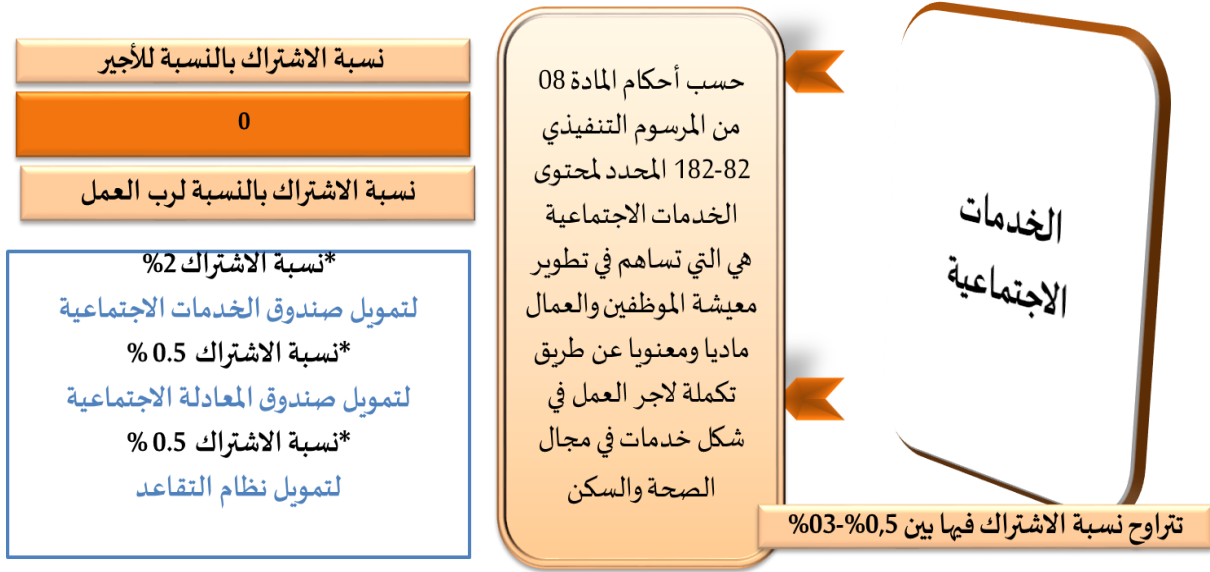 الخدمات
الاجتماعية
تتراوح نسبة الاشتراك فيها بين 0,5%-03%
حسب أحكام المادة 08
من المرسوم التنفيذي
82-182 المحدد لمحتوى
الخدمات الاجتماعية
هي التي تساهم في تطوير
معيشة الموظفين والعمال
ماديا ومعنويا عن طريق
تكملة لاجر العمل في
شكل خدمات في مجال
الصحة والسكن
نسبة الاشتراك بالنسبة للأجير
0
نسبة الاشتراك بالنسبة لرب العمل
*نسبة الاشتراك 2%
لتمويل صندوق الخدمات الاجتماعية
*نسبة الاشتراك 0.5 %
لتمويل صندوق المعادلة الاجتماعية
*نسبة الاشتراك 0.5 %
لتمويل نظام التقاعد